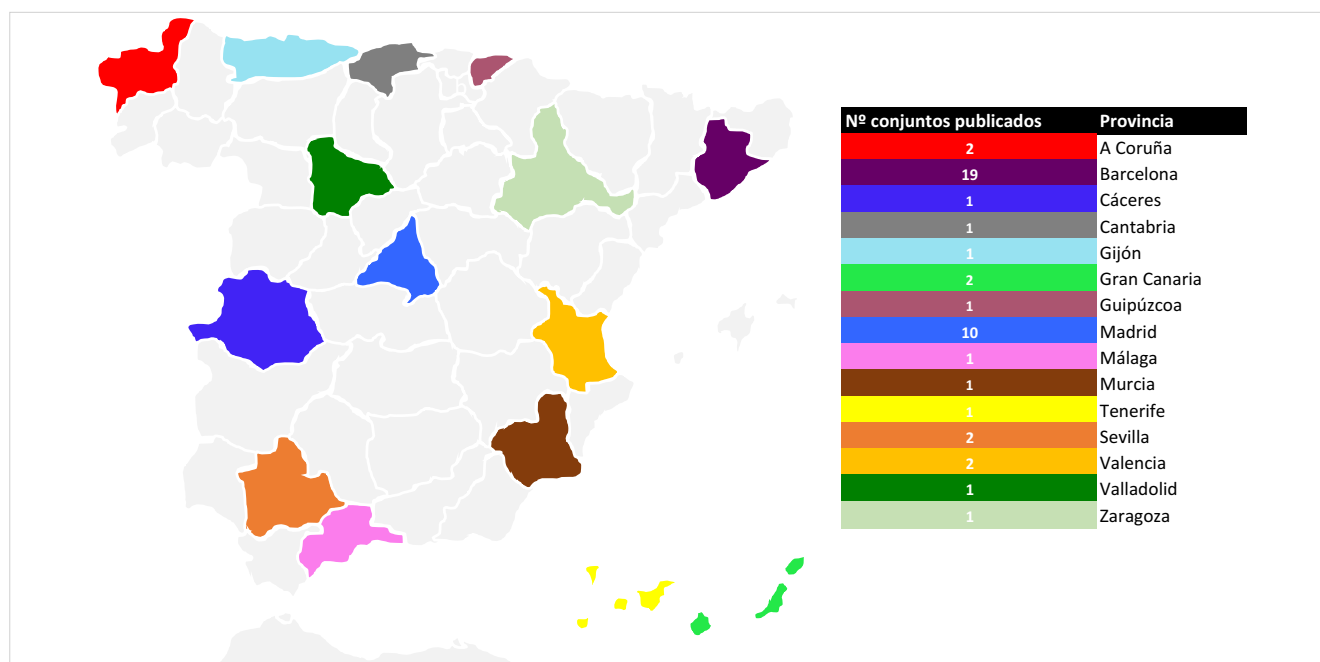 Nº conjuntos publicados Provincia
2 A Coruña
19 Barcelona
1 Cáceres
1 Cantabria
1 Gijón
2 Gran Canaria
1 Guipúzcoa
10 Madrid
1 Málaga
1 Murcia
1 Tenerife
2 Sevilla
2 Valencia
1 Valladolid
1 Zaragoza